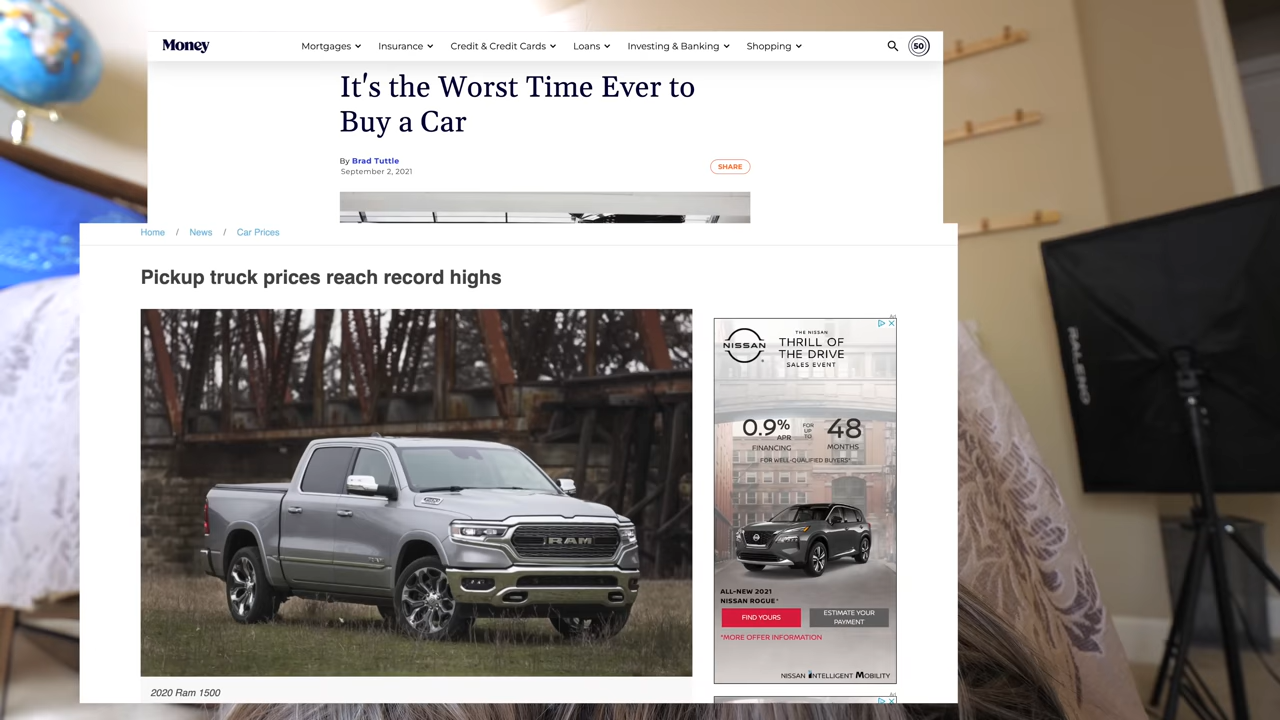 Money
Mortgages Insurance Credit & Credit Cards Loans Investing & Banking Shopping
50
It's the Worst Time Ever to
Buy a Car
By Brad Tuttle
September 2, 2021
SHARE
Home / News / Car Prices
Pickup truck prices reach record highs
RAM
2020 Ram 1500
Ad
NISSAN
THE NISSAN
THRILL OF
THE DRIVE
SALES EVENT
0.9%
APR
FINANCING
FOR
UP
TO
48
MONTHS
FOR WELL-QUALIFIED BUYERS*
ALL-NEW 2021
NISSAN ROGUE*
FIND YOURS
ESTIMATE YOUR
PAYMENT
*MORE OFFER INFORMATION
NISSAN INTELLIGENT MOBILITY
Ad
RALENO